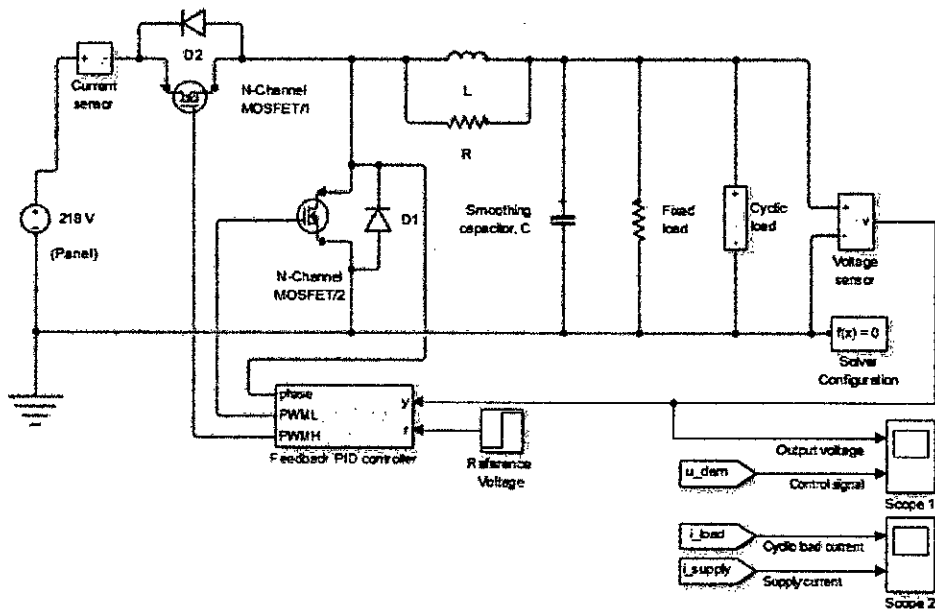 D2
Current
sensor
N-Channel
MOSFET/1
L
R
218 V
(Panel)
D1
N-Channel
MOSFET/2
Smoothing
capacitor, C
Fixed
load
Cyclic
load
V
Voltage
sensor
f(x) = 0
Solver
Configuration
phase
PWML
PWMH
y
r
Feedback PID controller
Reference
Voltage
Output voltage
u_dem
Control signal
Scope 1
i_load
Cyclic load current
i_supply
Supply current
Scope 2